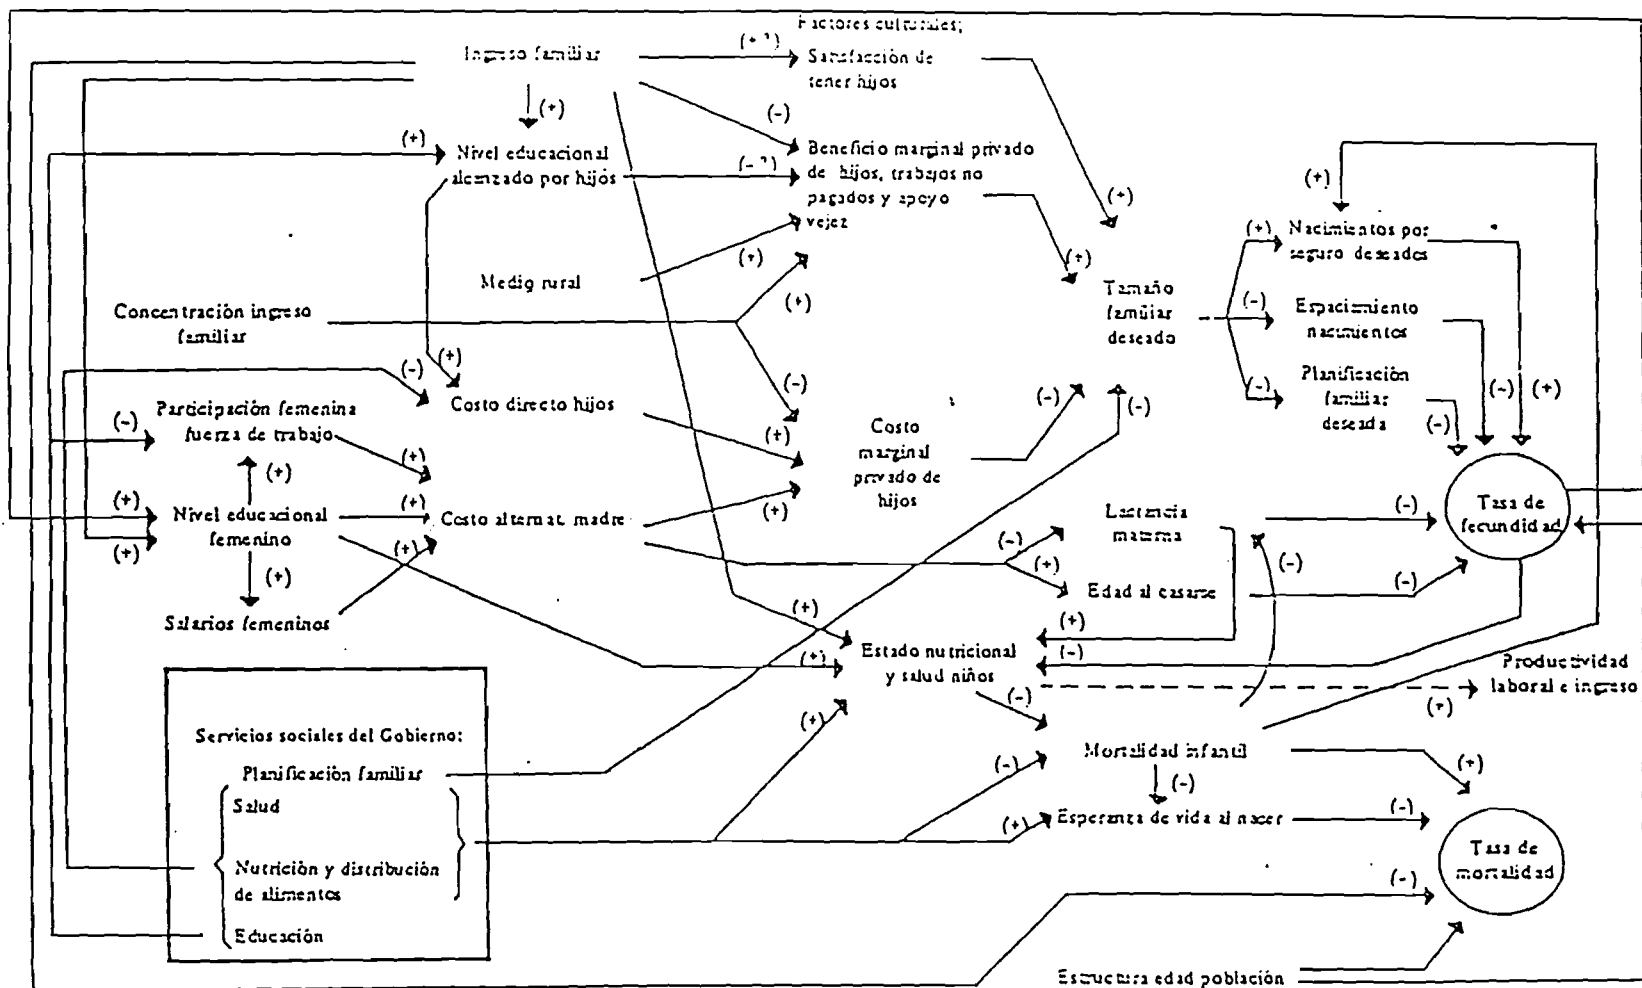 Factores culturales;
Ingreso familiar
(+ ?)
Satisfacción de
tener hijos
(+)
(-)
(+)
Nivel educacional
alcanzado por hijos
(- ?)
Beneficio marginal privado
de hijos, trabajos no
pagados y apoyo
vejez
(+)
(+)
(+)
Nacimientos por
seguro deseados
(+)
Medio rural
(+)
(+)
Concentración ingreso
familiar
(+)
Tamaño
familiar
deseado
(-)
Espaciamiento
nacimientos
(-)
(+)
(-)
Planificación
familiar
deseada
(-)
(-)
(+)
(-)
Costo directo hijos
(-)
(-)
Participación femenina
fuerza de trabajo
(-)
(+)
(+)
Costo
marginal
privado de
hijos
(+)
(+)
Nivel educacional
femenino
(+)
(+)
Costo alternat. madre
(+)
(+)
(+)
Salarios femeninos
Lactancia
materna
(-)
(+)
Edad al casarse
(-)
(-)
(-)
Tasa de
fecundidad
(+)
(+)
(-)
Estado nutricional
y salud niños
(+)
(+)
(-)
Productividad
laboral e ingreso
(+)
Servicios sociales del Gobierno:
Planificación familiar
Salud
Nutrición y distribución
de alimentos
Educación
Mortalidad infantil
(-)
(-)
(+)
Esperanza de vida al nacer
(+)
(-)
Tasa de
mortalidad
(-)
Estructura edad población